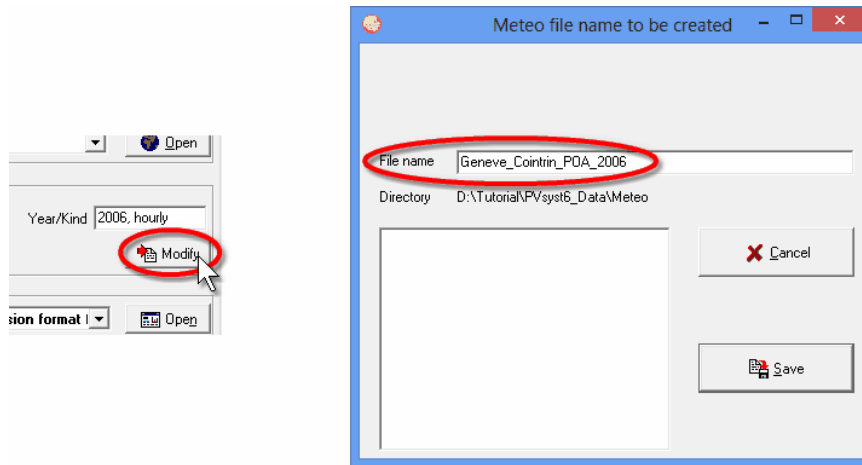 Open
Year/Kind 2006, hourly
Modify
sion format
Open
Meteo file name to be created
File name Geneve_Cointrin_POA_2006
Directory D:\Tutorial\PVsyst6_Data\Meteo
Cancel
Save